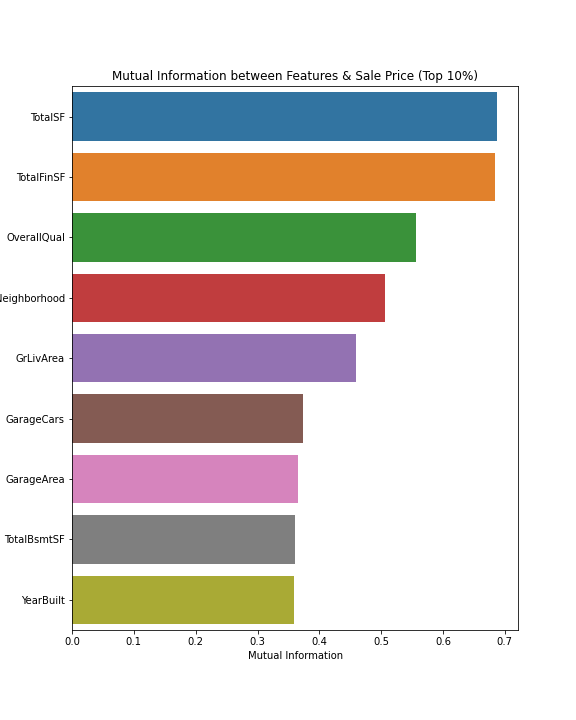 Mutual Information between Features & Sale Price (Top 10%)
TotalSF
TotalFinSF
OverallQual
Neighborhood
GrLivArea
GarageCars
GarageArea
TotalBsmtSF
YearBuilt
0.0 0.1 0.2 0.3 0.4 0.5 0.6 0.7
Mutual Information